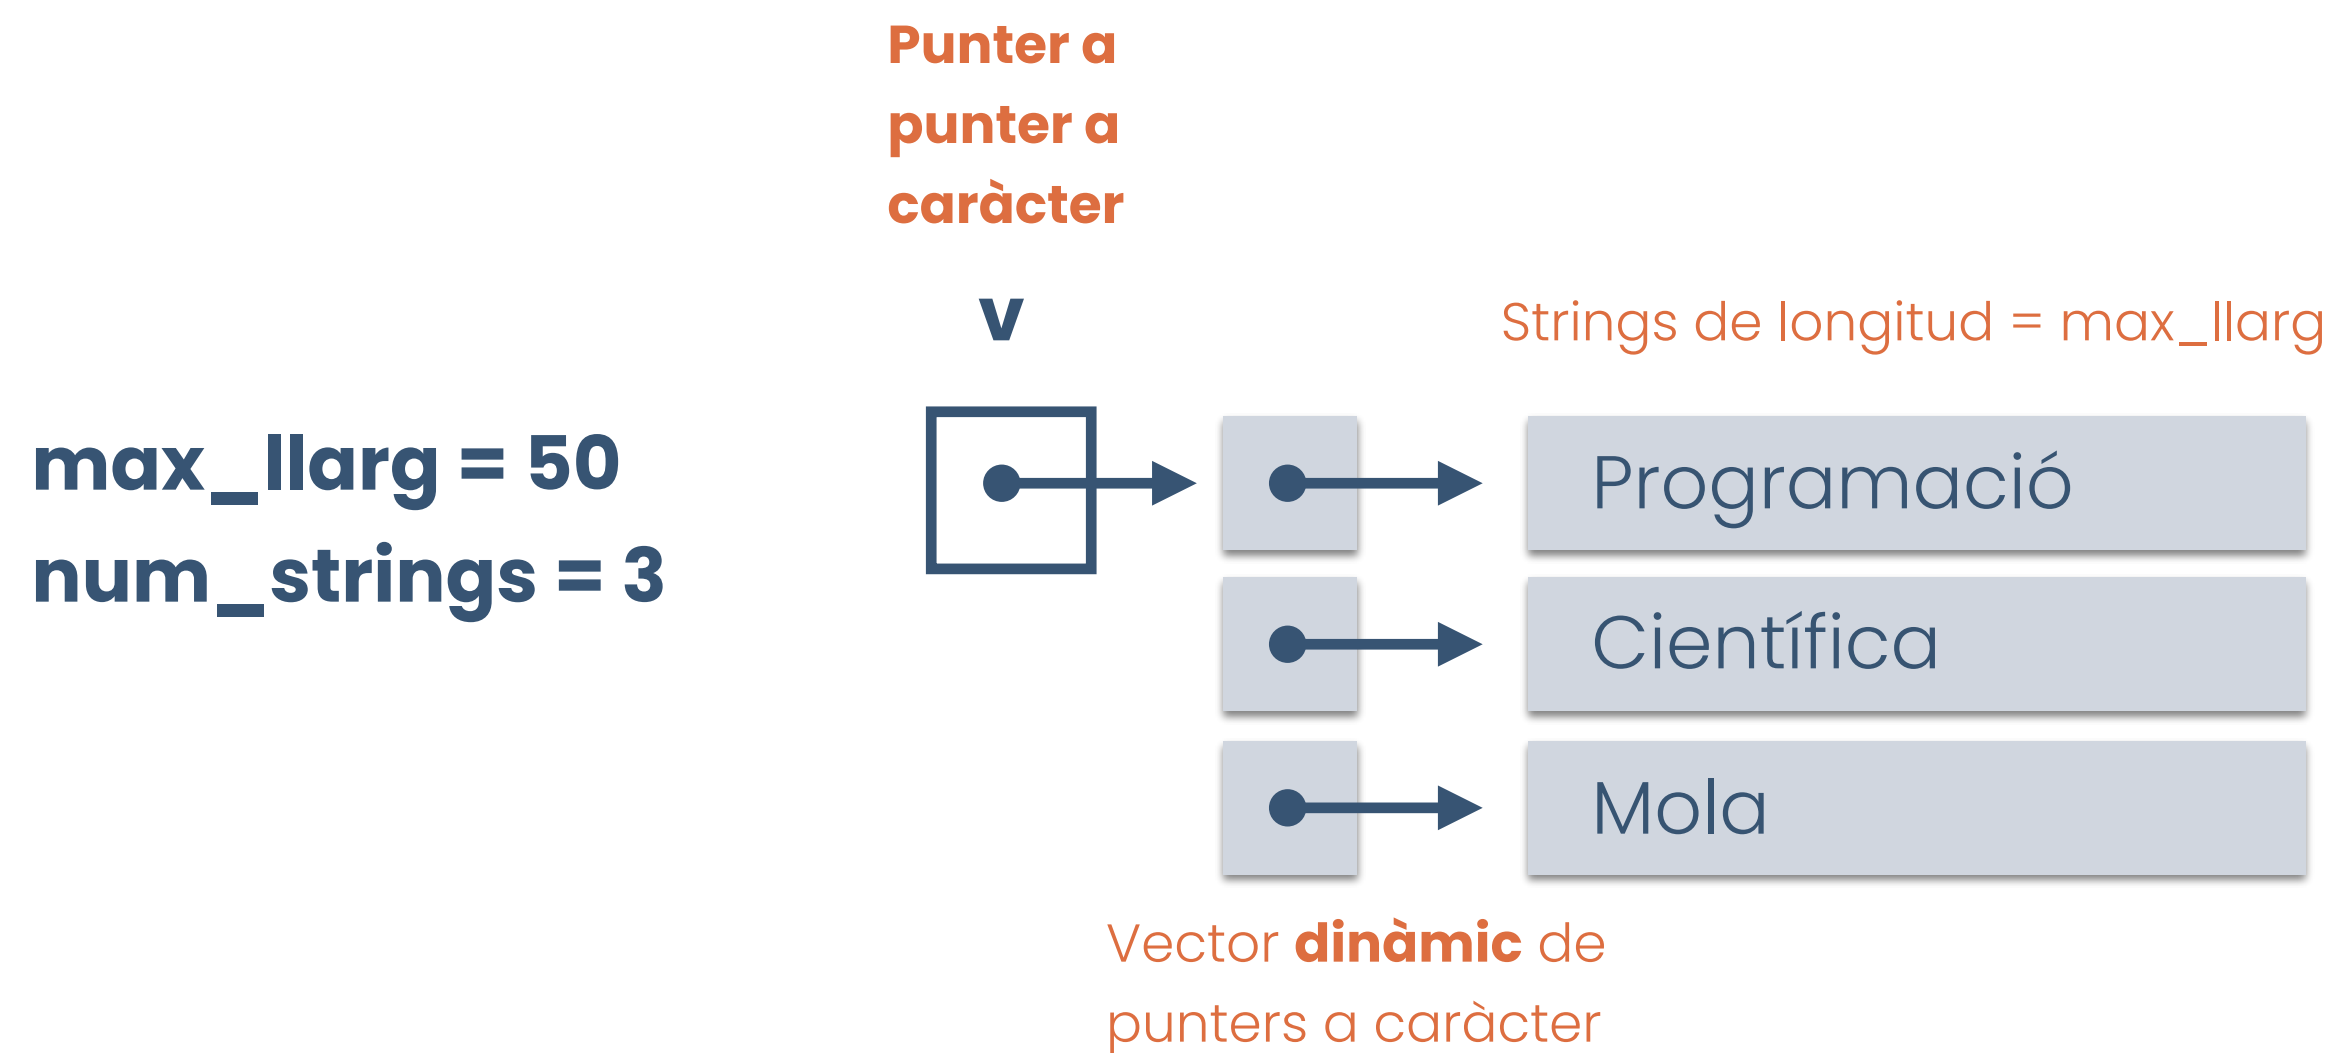 Punter a
punter a
caràcter
v
Strings de longitud = max_llarg
max_llarg = 50
num_strings = 3
Programació
Científica
Mola
Vector dinàmic de
punters a caràcter